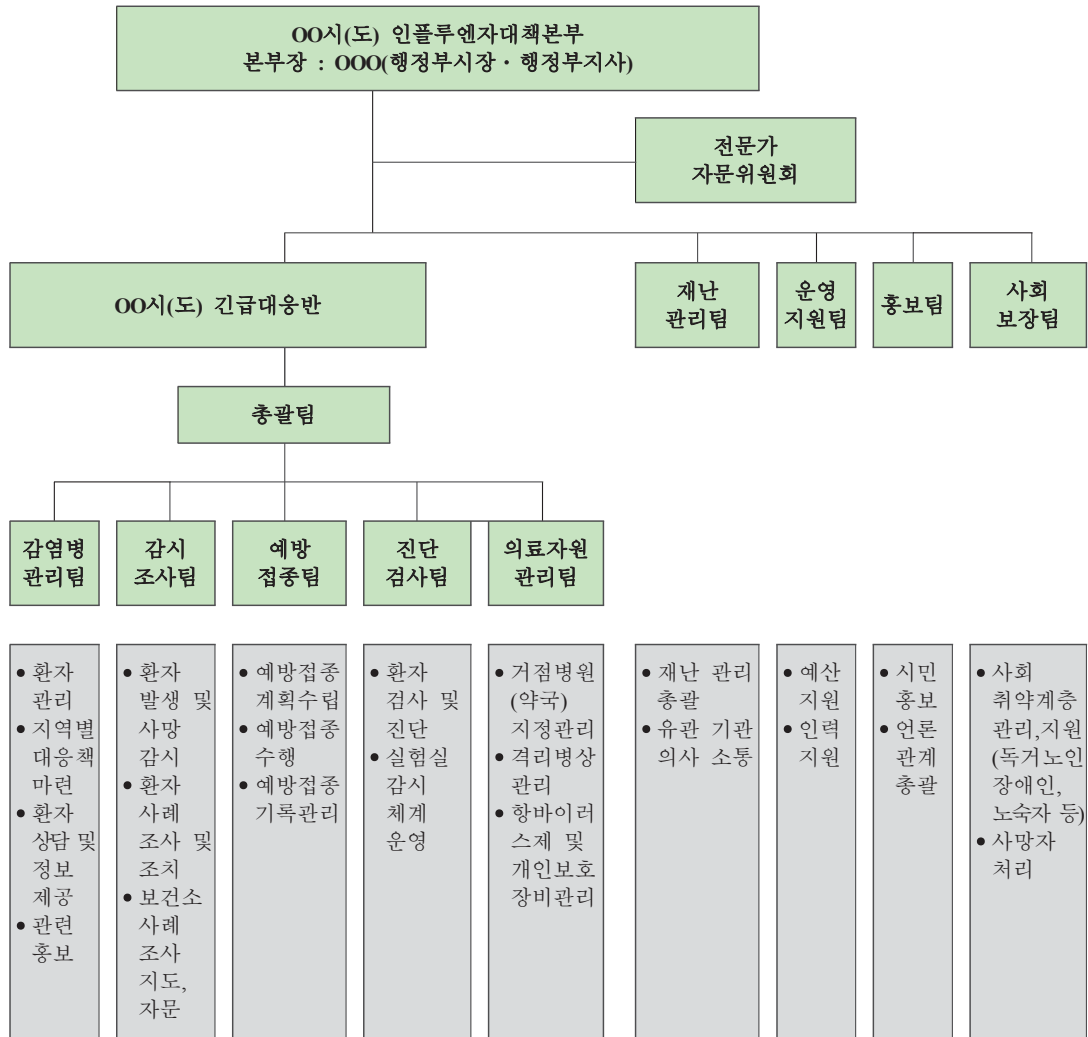 OO시(도) 인플루엔자대책본부
본부장 : OOO(행정부시장・행정부지사)
전문가
자문위원회
OO시(도) 긴급대응반
재난
관리팀
운영
지원팀
홍보팀
사회
보장팀
총괄팀
감염병
관리팀
감시
조사팀
예방
접종팀
진단
검사팀
의료자원
관리팀
• 환자
관리
• 지역별
대응책
마련
• 환자
상담 및
정보
제공
• 관련
홍보
• 환자
발생 및
사망
감시
• 환자
사례
조사 및
조치
• 보건소
사례
조사
지도,
자문
• 예방접종
계획수립
• 예방접종
수행
• 예방접종
기록관리
• 환자
검사 및
진단
• 실험실
감시
체계
운영
• 거점병원
(약국)
지정관리
• 격리병상
관리
• 항바이러
스제 및
개인보호
장비관리
• 재난 관리
총괄
• 유관 기관
의사 소통
• 예산
지원
• 인력
지원
• 시민
홍보
• 언론
관계
총괄
• 사회
취약계층
관리,지원
(독거노인
장애인,
노숙자 등)
• 사망자
처리